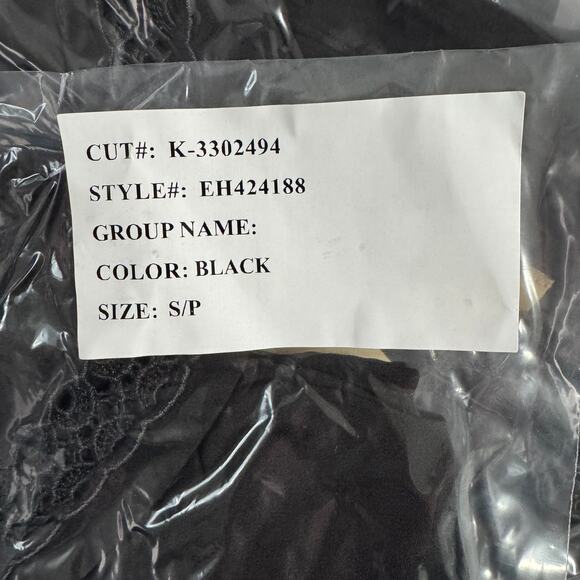 CUT#: K-3302494
STYLE#: EH424188
GROUP NAME:
COLOR: BLACK
SIZE: S/P